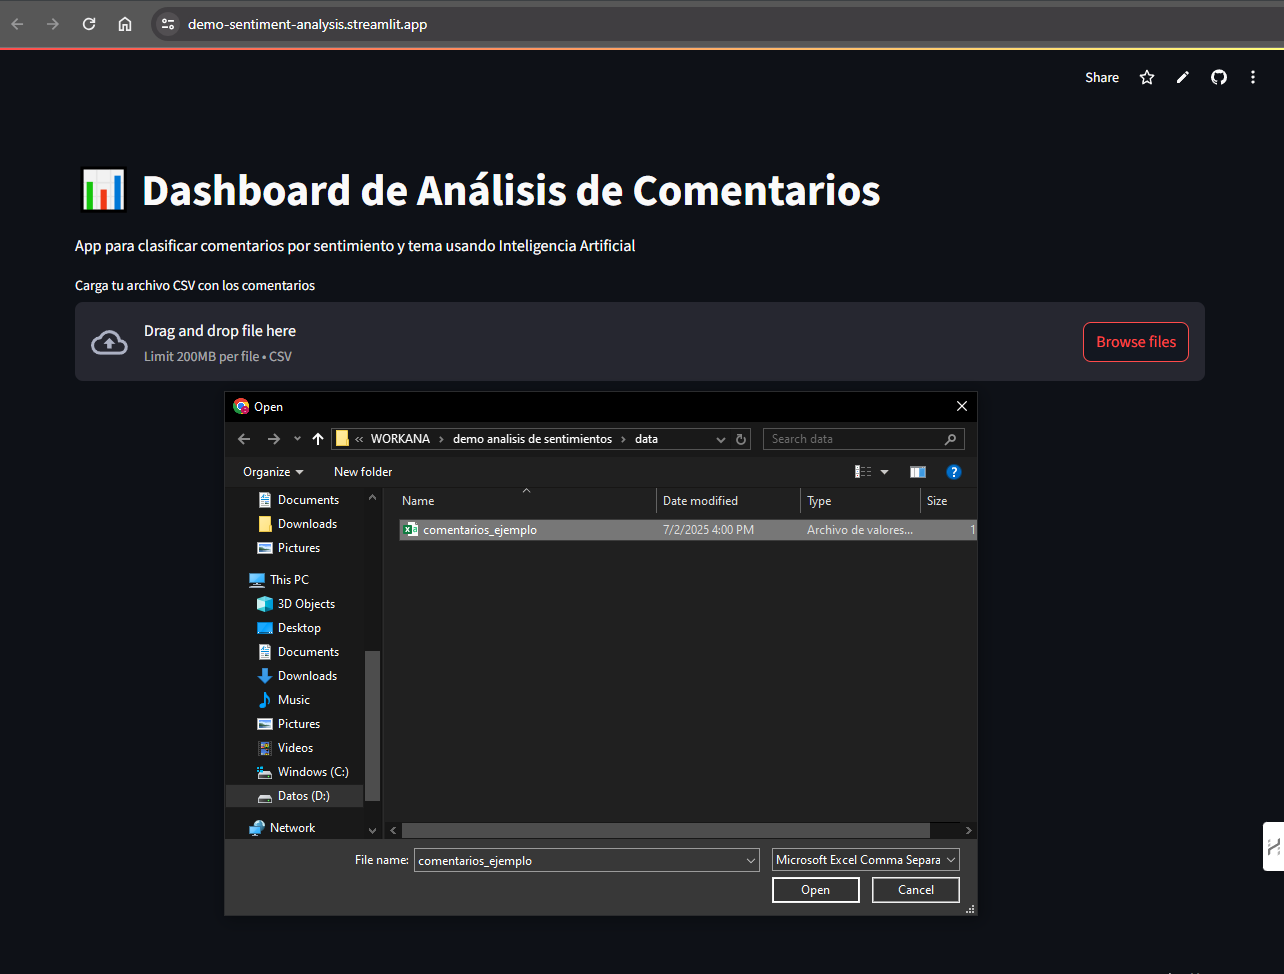 demo-sentiment-analysis.streamlit.app
Share
Dashboard de Análisis de Comentarios
App para clasificar comentarios por sentimiento y tema usando Inteligencia Artificial
Carga tu archivo CSV con los comentarios
Drag and drop file here
Limit 200MB per file • CSV
Browse files
Open
« WORKANA › demo analisis de sentimientos › data
Search data
Organize
New folder
?
Documents
Downloads
Pictures
This PC
3D Objects
Desktop
Documents
Downloads
Music
Pictures
Videos
Windows (C:)
Datos (D:)
Network
Name Date modified Type Size
comentarios_ejemplo 7/2/2025 4:00 PM Archivo de valores... 1
File name: comentarios_ejemplo
Microsoft Excel Comma Separa
Open
Cancel